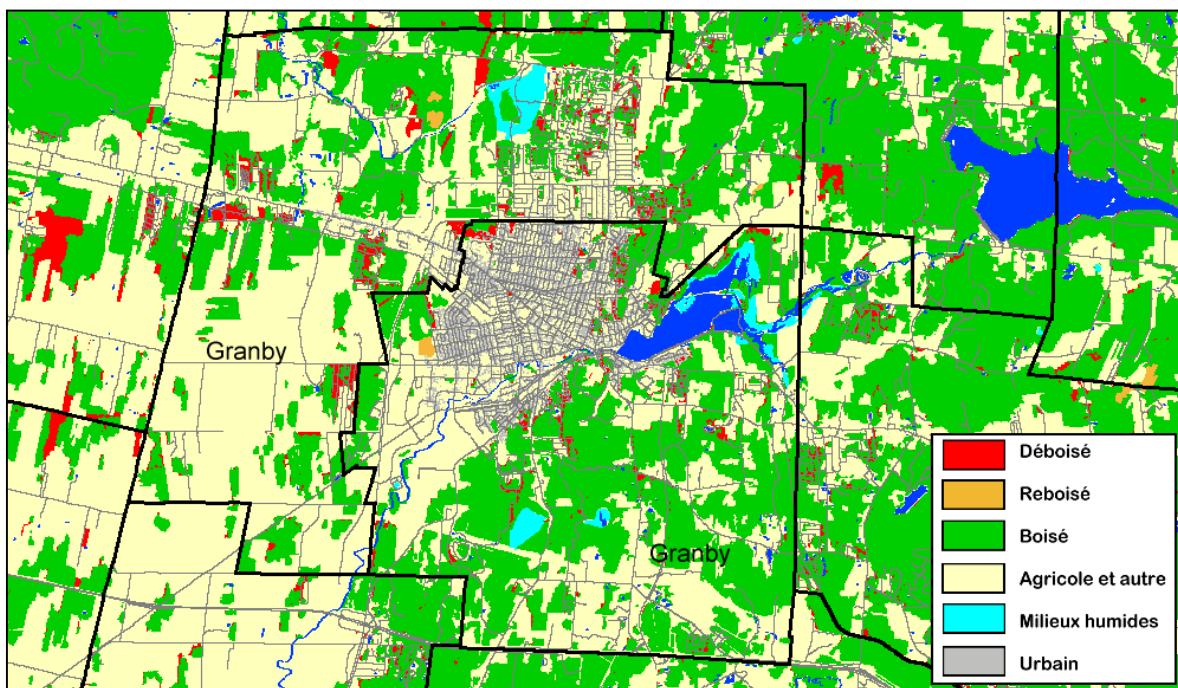 Granby
Granby
Déboisé
Reboisé
Boisé
Agricole et autre
Milieux humides
Urbain